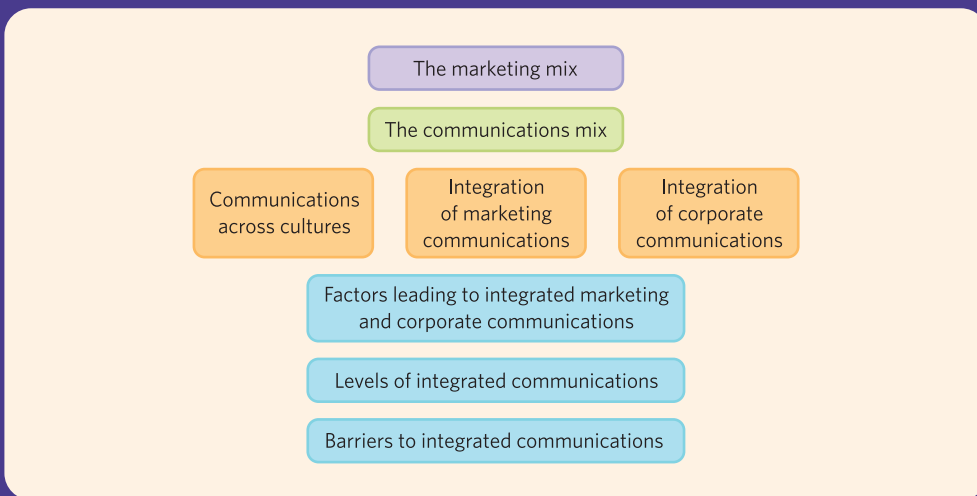 The marketing mix
The communications mix
Communications
across cultures
Integration
of marketing
communications
Integration
of corporate
communications
Factors leading to integrated marketing
and corporate communications
Levels of integrated communications
Barriers to integrated communications